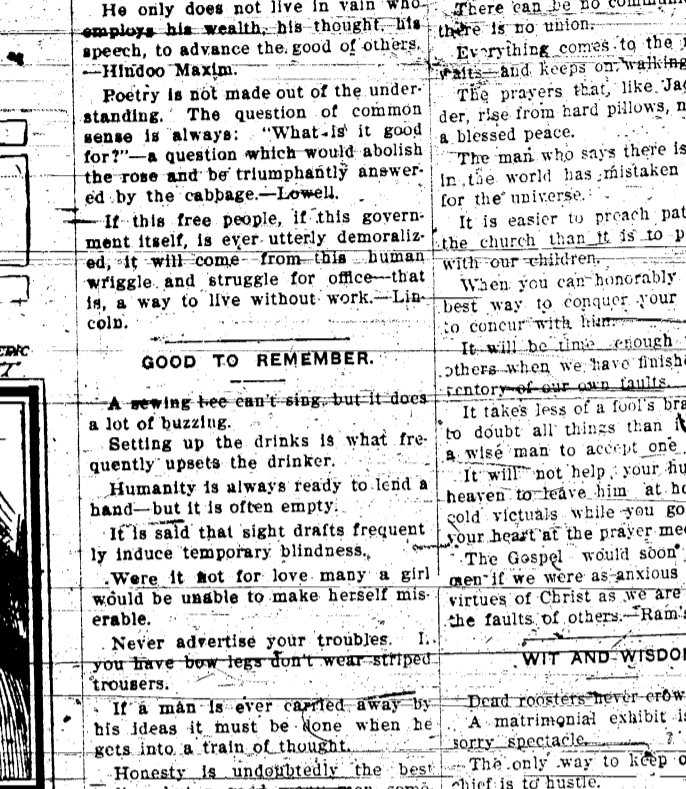 He only does not live in vain who
employs his wealth, his thought, his
speech, to advance the good of others.
—Hindoo Maxim.
Poetry is not made out of the under-
standing. The question of common
sense is always: "What is it good
for?"—a question which would abolish
the rose and be triumphantly answer-
ed by the cabbage.—Lowell.
If this free people, if this govern-
ment itself, is ever utterly demoraliz-
ed, it will come from this human
wriggle and struggle for office—that
is, a way to live without work.—Lin-
coln.
GOOD TO REMEMBER.
A sewing bee can't sing, but it does
a lot of buzzing.
Setting up the drinks is what fre-
quently upsets the drinker.
Humanity is always ready to lend a
hand—but it is often empty.
It is said that sight drafts frequent
ly induce temporary blindness.
Were it not for love many a girl
would be unable to make herself mis-
erable.
Never advertise your troubles. I
you have bow legs don't wear striped
trousers.
If a man is ever carried away by
his ideas it must be done when he
gets into a train of thought.
Honesty is undoubtedly the best
There can be no
there is no union.
Everything comes to the
waits—and keeps on walking
The prayers that, like Ja
der, rise from hard pillows, n
a blessed peace.
The man who says there is
in the world has mistaken
for the universe.
It is easier to preach pat
the church than it is to p
with our children.
When you can honorably
best way to conquer your
to concur with him.
It will be time enough
others when we have finishe
ventory of our own faults.
It takes less of a fool's bra
to doubt all things than it
a wise man to accept one
It will not help your hu
heaven to leave him at ho
cold victuals while you go
your heart at the prayer mee
The Gospel would soon
men if we were as anxious
virtues of Christ as we are
the faults of others.—Ram's
WIT AND WISDO
Dead roosters never crow
A matrimonial exhibit is
sorry spectacle.
The only way to keep o
chief is to hustle.